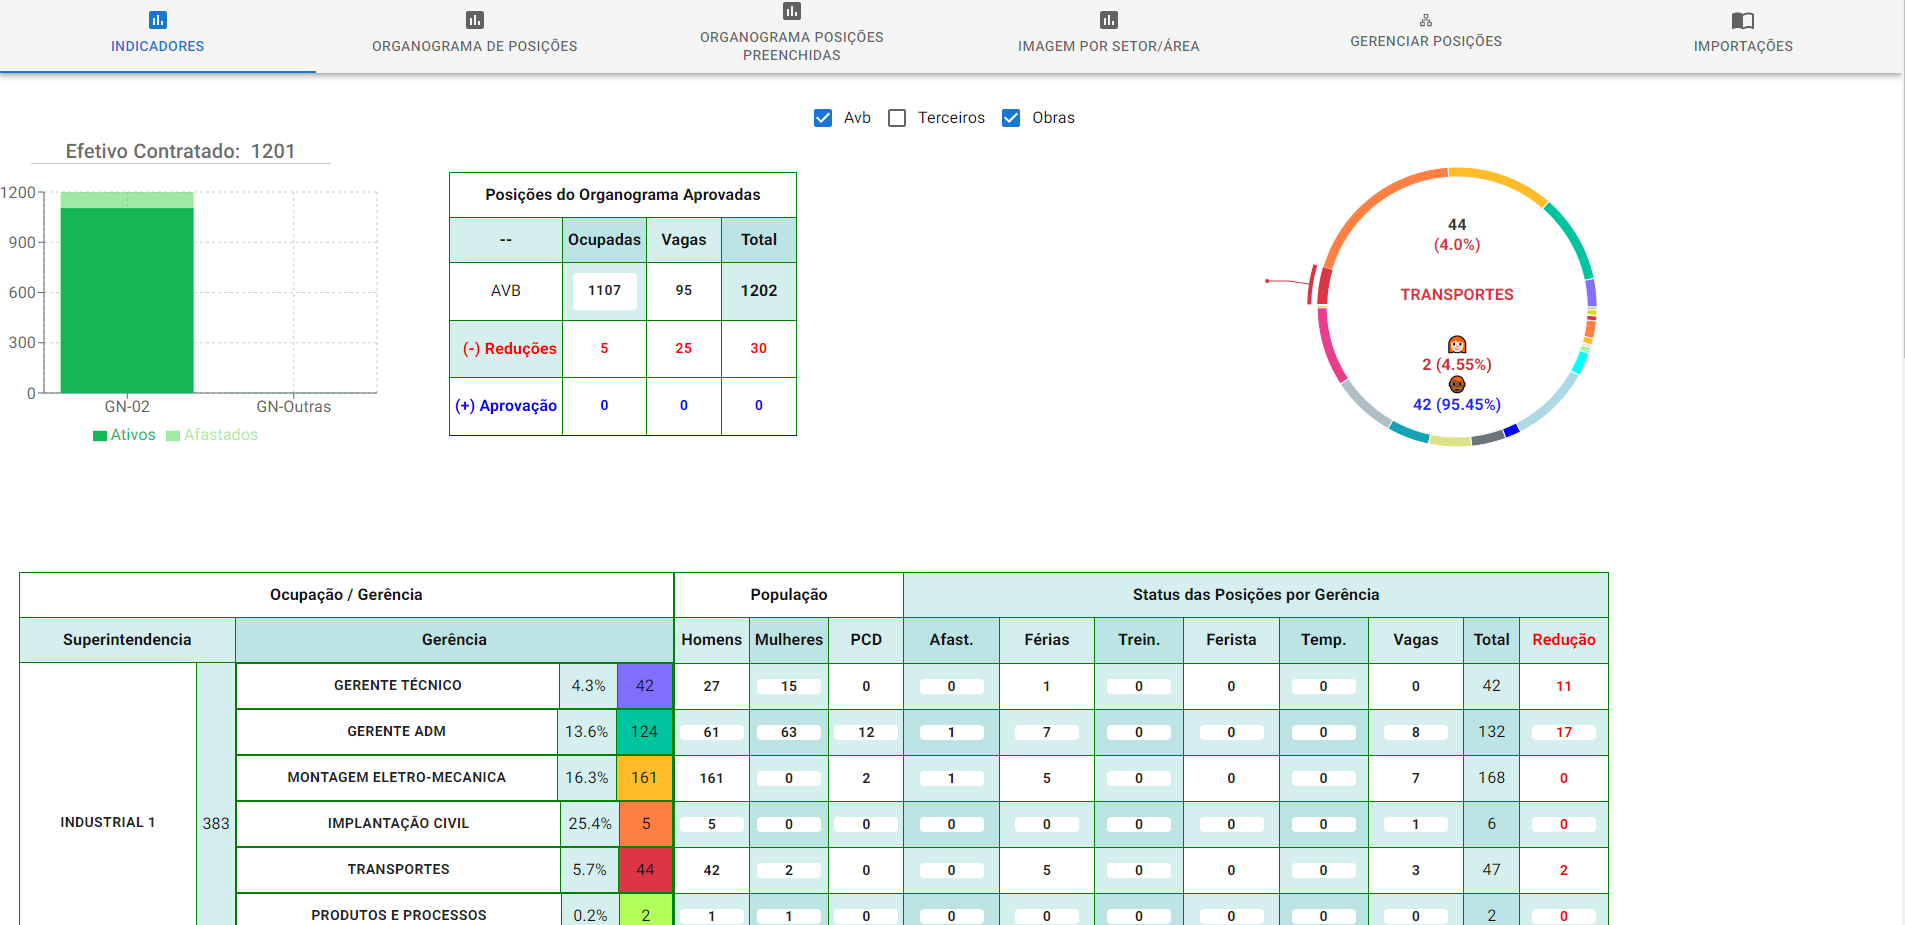 INDICADORES
ORGANOGRAMA DE POSIÇÕES
ORGANOGRAMA POSIÇÕES
PREENCHIDAS
IMAGEM POR SETOR/ÁREA
GERENCIAR POSIÇÕES
IMPORTAÇÕES
Avb Terceiros Obras
Efetivo Contratado: 1201
1200
900
600
300
0
GN-02 GN-Outras
Ativos Afastados
Posições do Organograma Aprovadas
-- Ocupadas Vagas Total
AVB 1107 95 1202
(-) Reduções 5 25 30
(+) Aprovação 0 0 0
44
(4.0%)
TRANSPORTES
2 (4.55%)
42 (95.45%)
Ocupação / Gerência População Status das Posições por Gerência
Superintendencia Gerência Homens Mulheres PCD Afast. Férias Trein. Ferista Temp. Vagas Total Redução
GERENTE TÉCNICO 4.3% 42 27 15 0 0 1 0 0 0 0 42 11
GERENTE ADM 13.6% 124 61 63 12 1 7 0 0 0 8 132 17
MONTAGEM ELETRO-MECANICA 16.3% 161 161 0 2 1 5 0 0 0 7 168 0
INDUSTRIAL 1 383 IMPLANTAÇÃO CIVIL 25.4% 5 5 0 0 0 0 0 0 0 1 6 0
TRANSPORTES 5.7% 44 42 2 0 0 5 0 0 0 3 47 2
PRODUTOS E PROCESSOS 0.2% 2 1 1 0 0 0 0 0 0 0 2 0